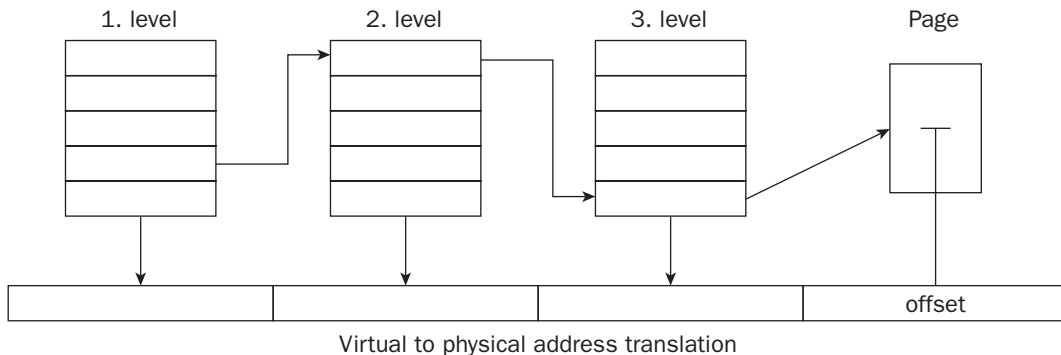 1. level
2. level
3. level
Page
offset
Virtual to physical address translation